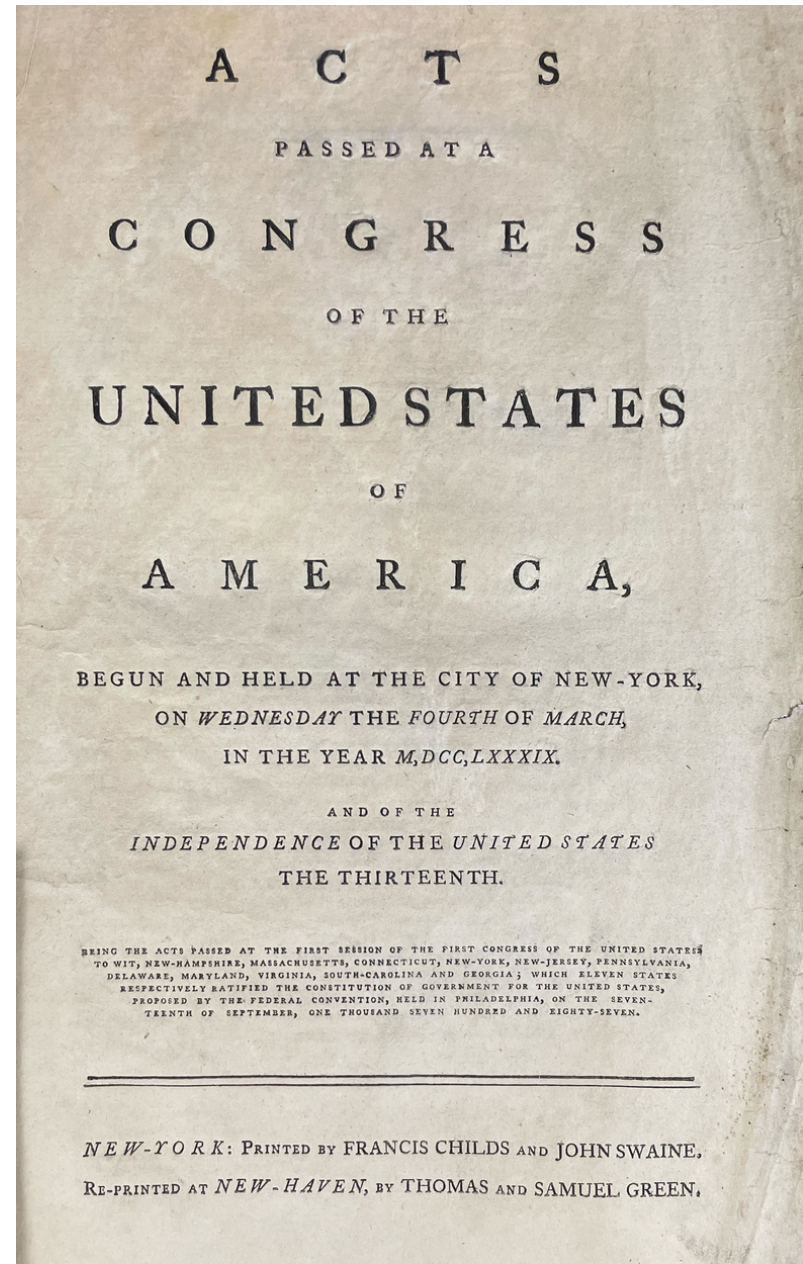 ACTS
PASSED AT A
CONGRESS
OF THE
UNITED STATES
OF
AMERICA,
BEGUN AND HELD AT THE CITY OF NEW-YORK,
ON WEDNESDAY THE FOURTH OF MARCH,
IN THE YEAR M,DCC,LXXXIX.
AND OF THE
INDEPENDENCE OF THE UNITED STATES
THE THIRTEENTH.
BEING THE ACTS PASSED AT THE FIRST SESSION OF THE FIRST CONGRESS OF THE UNITED STATES
TO WIT, NEW-HAMPSHIRE, MASSACHUSETTS, CONNECTICUT, NEW-YORK, NEW-JERSEY, PENNSYLVANIA,
DELAWARE, MARYLAND, VIRGINIA, SOUTH-CAROLINA AND GEORGIA; WHICH ELEVEN STATES
RESPECTIVELY RATIFIED THE CONSTITUTION OF GOVERNMENT FOR THE UNITED STATES,
PROPOSED BY THE FEDERAL CONVENTION, HELD IN PHILADELPHIA, ON THE SEVEN-
TEENTH OF SEPTEMBER, ONE THOUSAND SEVEN HUNDRED AND EIGHTY-SEVEN.
NEW-YORK: PRINTED BY FRANCIS CHILDS AND JOHN SWAINE.
RE-PRINTED AT NEW-HAVEN, BY THOMAS AND SAMUEL GREEN.